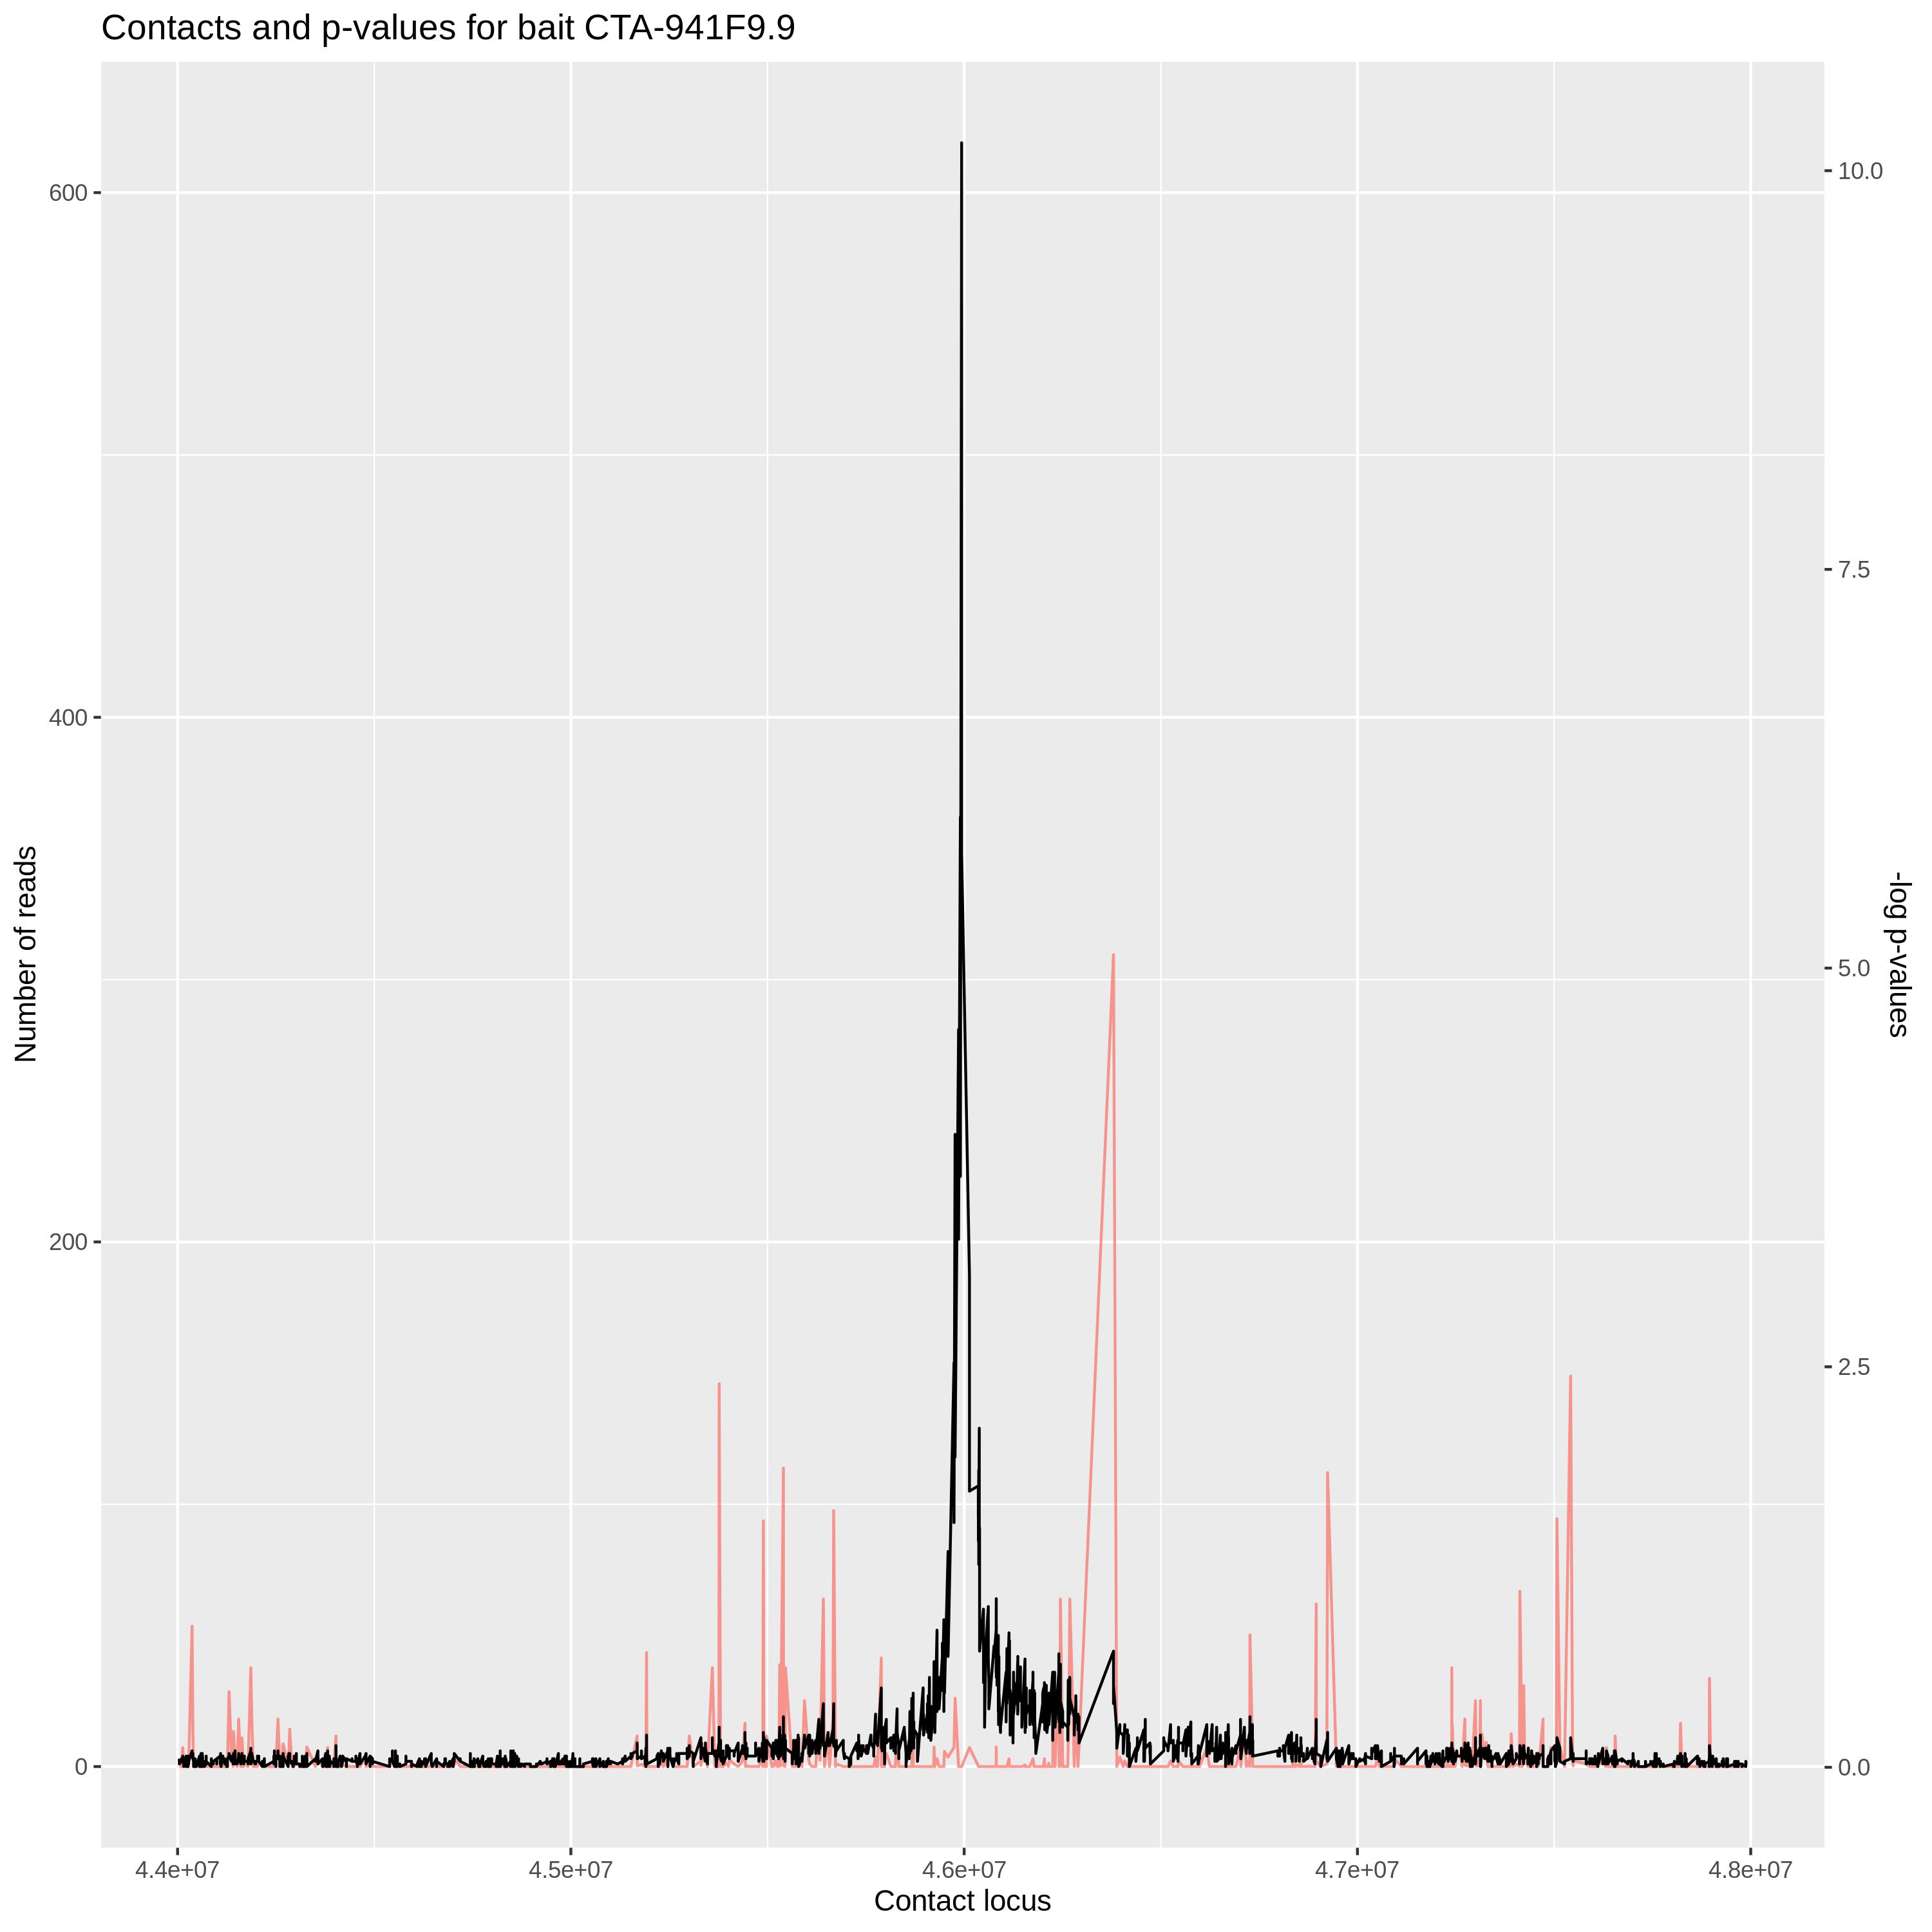 Contacts and p-values for bait CTA-941F9.9
600
400
200
0
Number of reads
10.0
7.5
5.0
2.5
0.0
-log p-values
4.4e+07
4.5e+07
4.6e+07
4.7e+07
4.8e+07
Contact locus